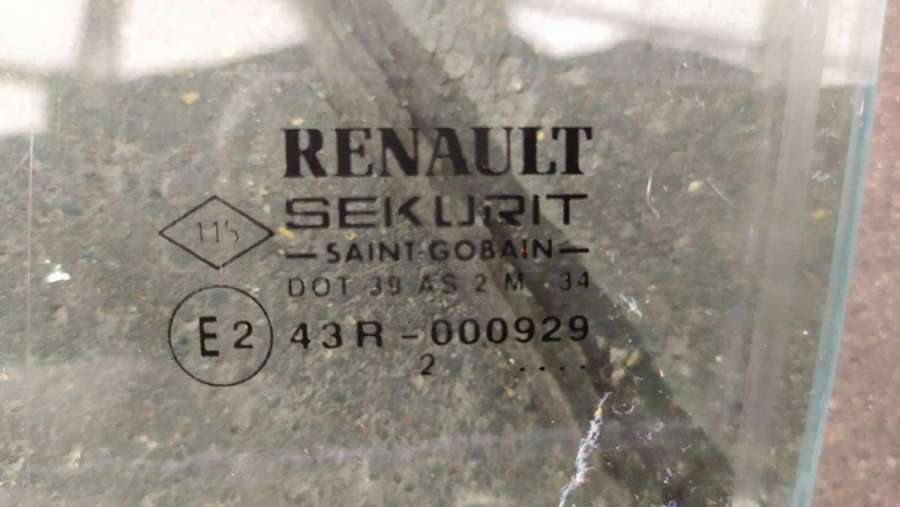 RENAULT
SEKURIT
115
—SAINT-GOBAIN—
DOT 39 AS 2 M 34
E2 43R-000929
2 ....